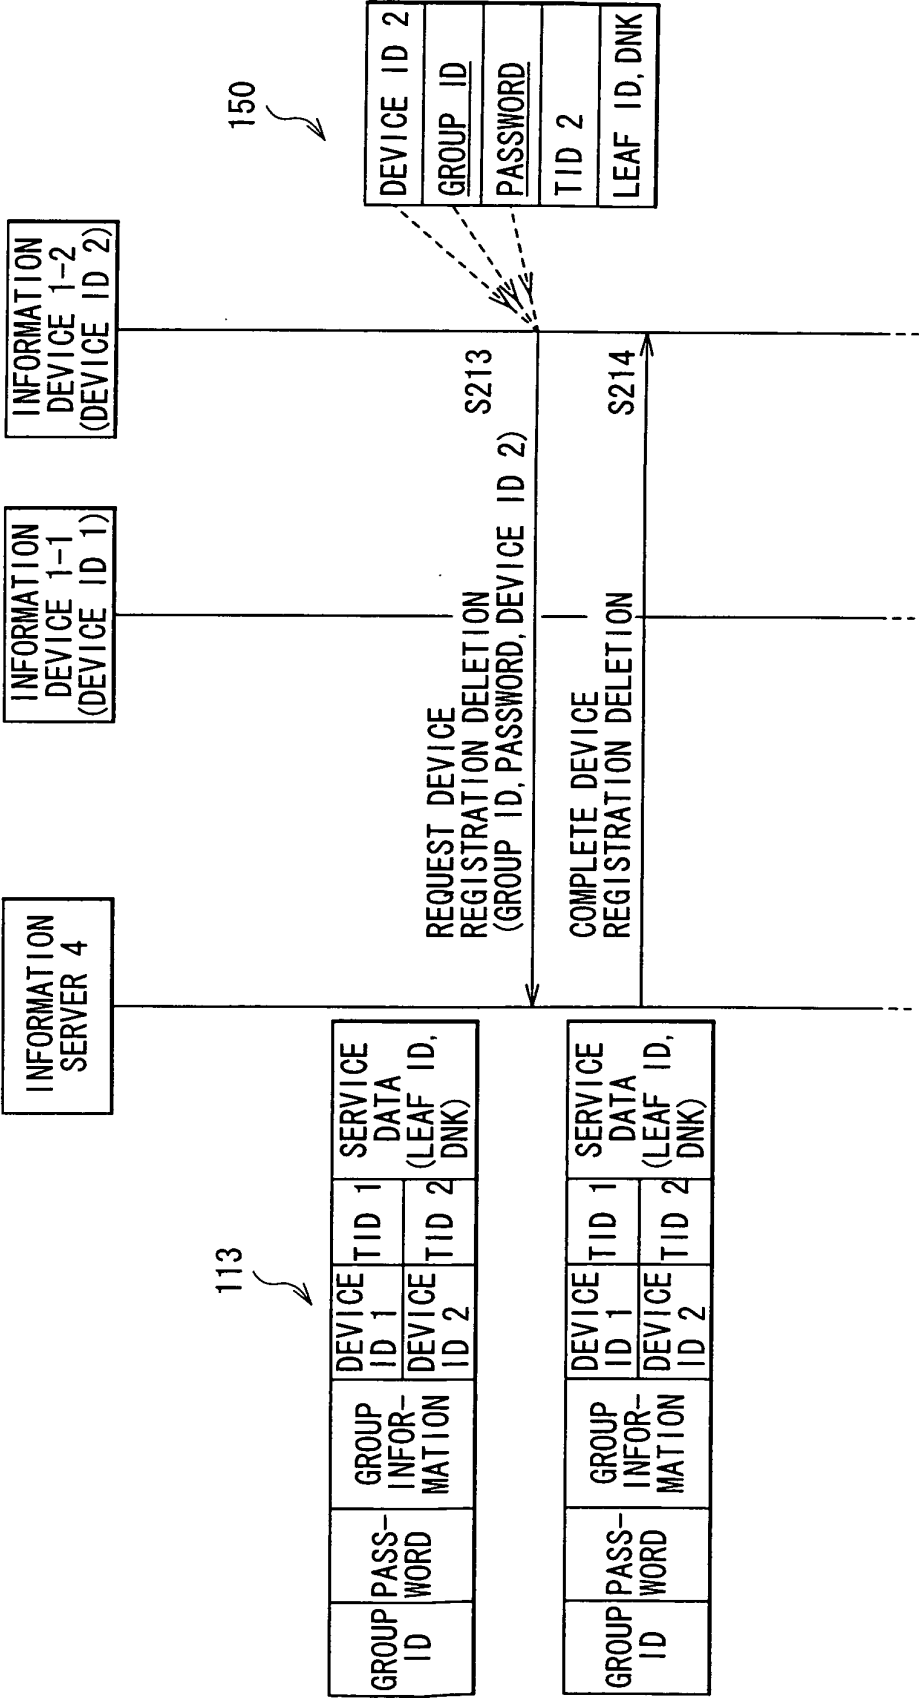 INFORMATION
SERVER 4
INFORMATION
DEVICE 1-1
(DEVICE ID 1)
INFORMATION
DEVICE 1-2
(DEVICE ID 2)
113
150
GROUP
ID
PASS-
WORD
GROUP
INFOR-
MATION
DEVICE
ID 1
TID 1
DEVICE
ID 2
TID 2
SERVICE
DATA
(LEAF ID,
DNK)
REQUEST DEVICE
REGISTRATION DELETION
(GROUP ID, PASSWORD, DEVICE ID 2)
S213
DEVICE ID 2
GROUP ID
PASSWORD
TID 2
LEAF ID, DNK
COMPLETE DEVICE
REGISTRATION DELETION
S214
GROUP
ID
PASS-
WORD
GROUP
INFOR-
MATION
DEVICE
ID 1
TID 1
DEVICE
ID 2
TID 2
SERVICE
DATA
(LEAF ID,
DNK)